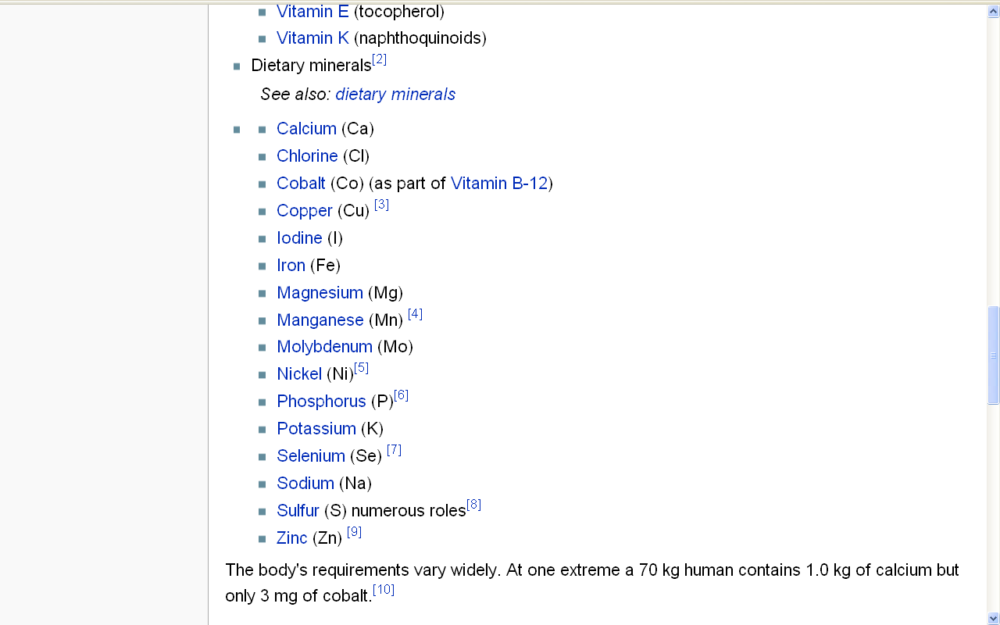 Vitamin E (tocopherol)
Vitamin K (naphthoquinoids)
Dietary minerals[2]
See also: dietary minerals
Calcium (Ca)
Chlorine (Cl)
Cobalt (Co) (as part of Vitamin B-12)
Copper (Cu) [3]
Iodine (I)
Iron (Fe)
Magnesium (Mg)
Manganese (Mn) [4]
Molybdenum (Mo)
Nickel (Ni)[5]
Phosphorus (P)[6]
Potassium (K)
Selenium (Se) [7]
Sodium (Na)
Sulfur (S) numerous roles[8]
Zinc (Zn) [9]
The body's requirements vary widely. At one extreme a 70 kg human contains 1.0 kg of calcium but
only 3 mg of cobalt.[10]